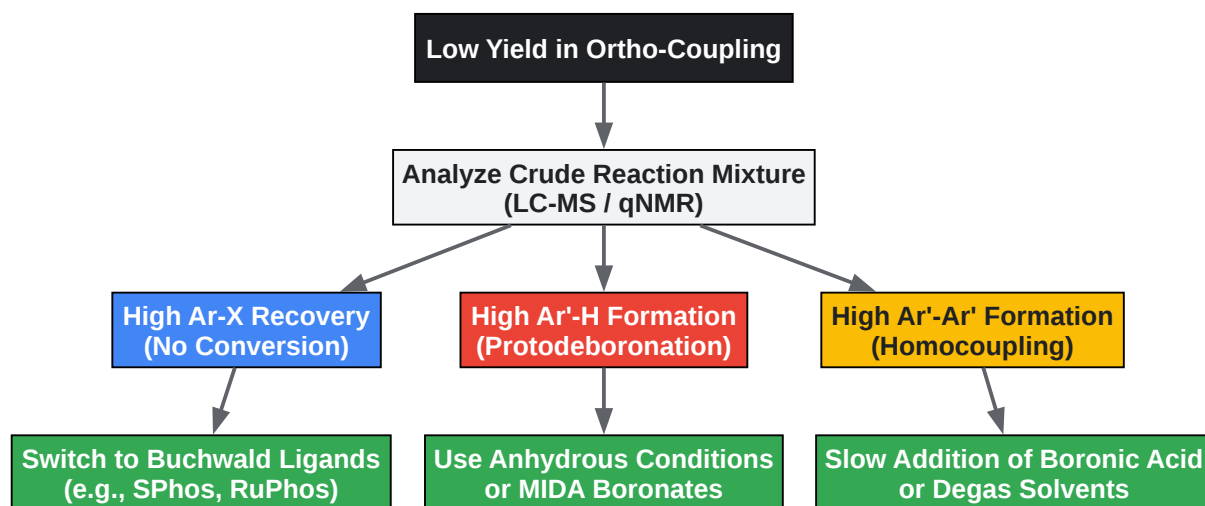 Low Yield in Ortho-Coupling
Analyze Crude Reaction Mixture
(LC-MS / qNMR)
High Ar-X Recovery
(No Conversion)
High Ar'-H Formation
(Protodeboronation)
High Ar'-Ar' Formation
(Homocoupling)
Switch to Buchwald Ligands
(e.g., SPhos, RuPhos)
Use Anhydrous Conditions
or MIDA Boronates
Slow Addition of Boronic Acid
or Degas Solvents